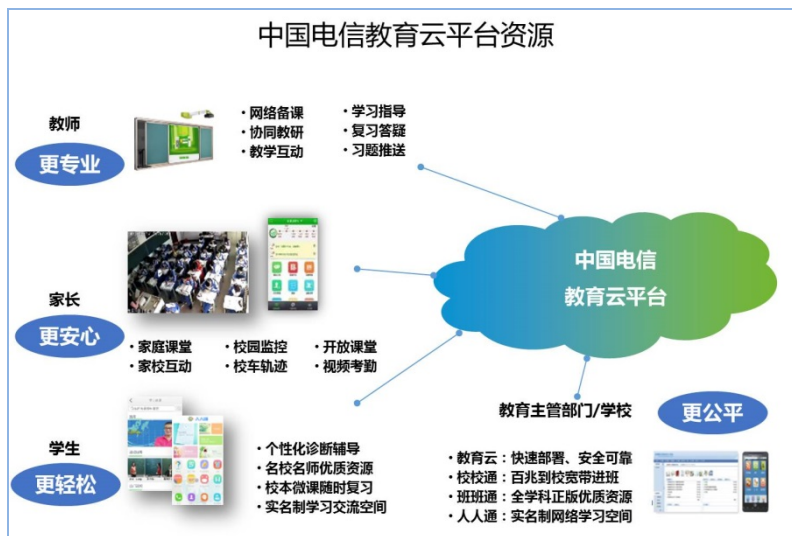 中国电信教育云平台资源
教师
更专业
·网络备课
·协同教研
·教学互动
·学习指导
·复习答疑
·习题推送
家长
更安心
·家庭课堂 ·校园监控 ·开放课堂
·家校互动 ·校车轨迹 ·视频考勤
学生
更轻松
·个性化诊断辅导
·名校名师优质资源
·校本微课随时复习
·实名制学习交流空间
中国电信
教育云平台
教育主管部门/学校
更公平
·教育云：快速部署、安全可靠
·校校通：百兆到校宽带进班
·班班通：全学科正版优质资源
·人人通：实名制网络学习空间